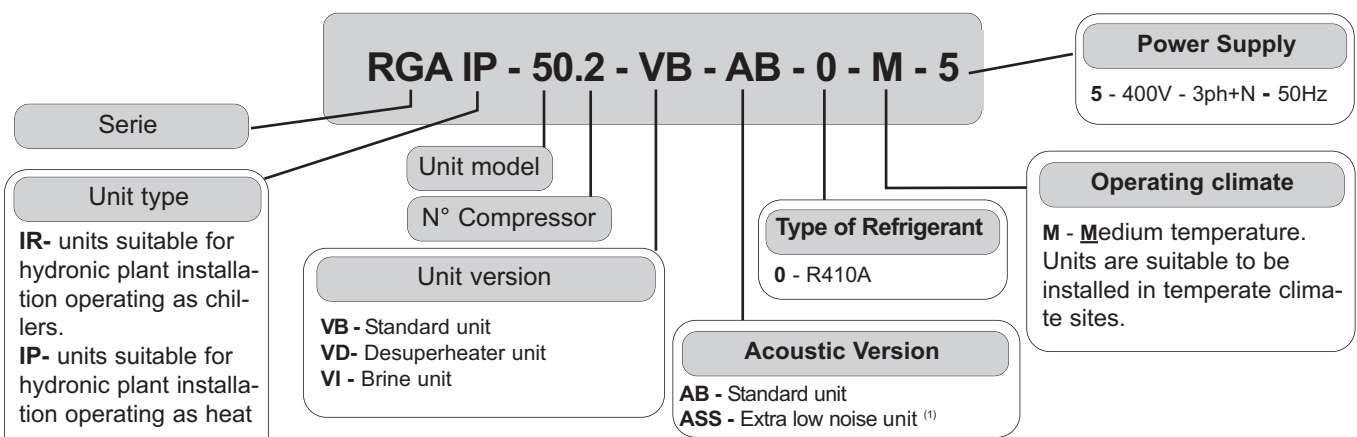 RGA IP - 50.2 - VB - AB - 0 - M - 5
Power Supply
5 - 400V - 3ph+N - 50Hz
Serie
Unit model
N° Compressor
Unit type
IR- units suitable for
hydronic plant installa-
tion operating as chil-
lers.
IP- units suitable for
hydronic plant installa-
tion operating as heat
Unit version
VB - Standard unit
VD- Desuperheater unit
VI - Brine unit
Type of Refrigerant
0 - R410A
Acoustic Version
AB - Standard unit
ASS - Extra low noise unit (1)
Operating climate
M - Medium temperature.
Units are suitable to be
installed in temperate clima-
te sites.